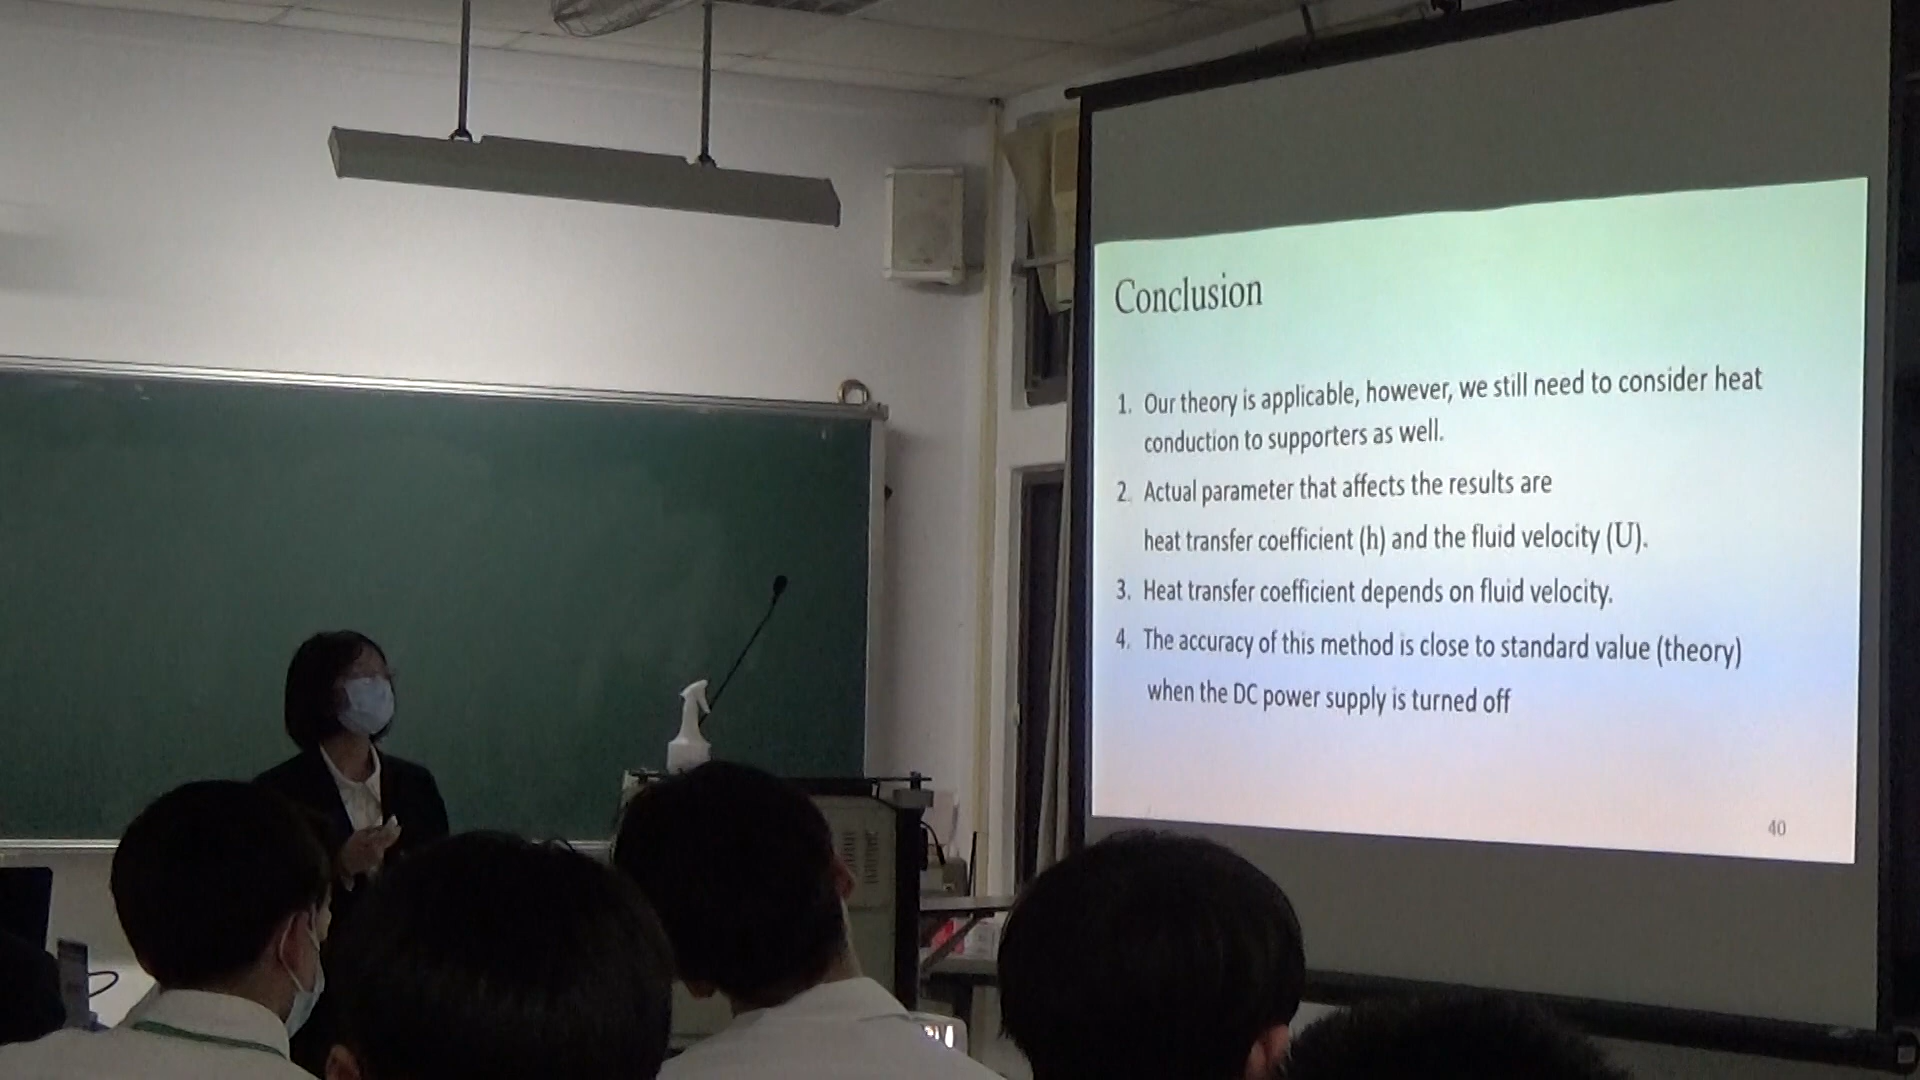 Conclusion
1. Our theory is applicable, however, we still need to consider heat
conduction to supporters as well.
2. Actual parameter that affects the results are
heat transfer coefficient (h) and the fluid velocity (U).
3. Heat transfer coefficient depends on fluid velocity.
4. The accuracy of this method is close to standard value (theory)
when the DC power supply is turned off
40